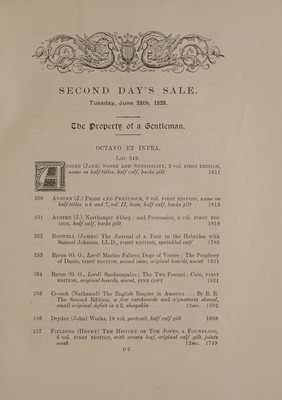 SECOND DAY'S SALE.
Tuesday, June 25th, 1929.
The Property of a Gentleman.
OCTAVO ET INFRA.
LOT 249.
AUSTEN (JANE) SENSE AND SENSIBILITY, 3 vol. FIRST EDITION,
name on half-titles, half calf, backs gilt 1811
250 AUSTEN (J.) PRIDE AND PREJUDICE, 3 vol. FIRST EDITION, name on
half-titles, vol. II, half calf, backs gilt 1813
251 AUSTEN (J.) Northanger Abbey: and Persuasion, 4 vol. FIRST EDI-
TION, half calf, backs gilt 1818
252 BOSWELL (JAMES) The Journal of a Tour to the Hebrides with
Samuel Johnson, LL.D., FIRST EDITION, sprinkled calf 1785
253 Byron (G. G., Lord) Marino Faliero, Doge of Venice; The Prophecy
of Dante, FIRST EDITION, second issue, original boards, uncut 1821
254 Byron (G. G., Lord) Sardanapalus; The Two Foscari; Cain, FIRST
EDITION, original boards, uncut, FINE COPY 1821
255 Crouch (Nathaniel) The English Empire in America ... By R. B.
The Second Edition, a few catchwords and signatures shaved,
small original defect in shaykin 12mo. 1692
256 Dryden (John) Works, 18 vol. portrait, half calf gilt 1808
257 FIELDING (HENRY) THE HISTORY OF TOM JONES, A FOUNDLING,
6 vol. FIRST EDITION, with errata leaf, original calf gilt, joints
weak 12mo. 1749